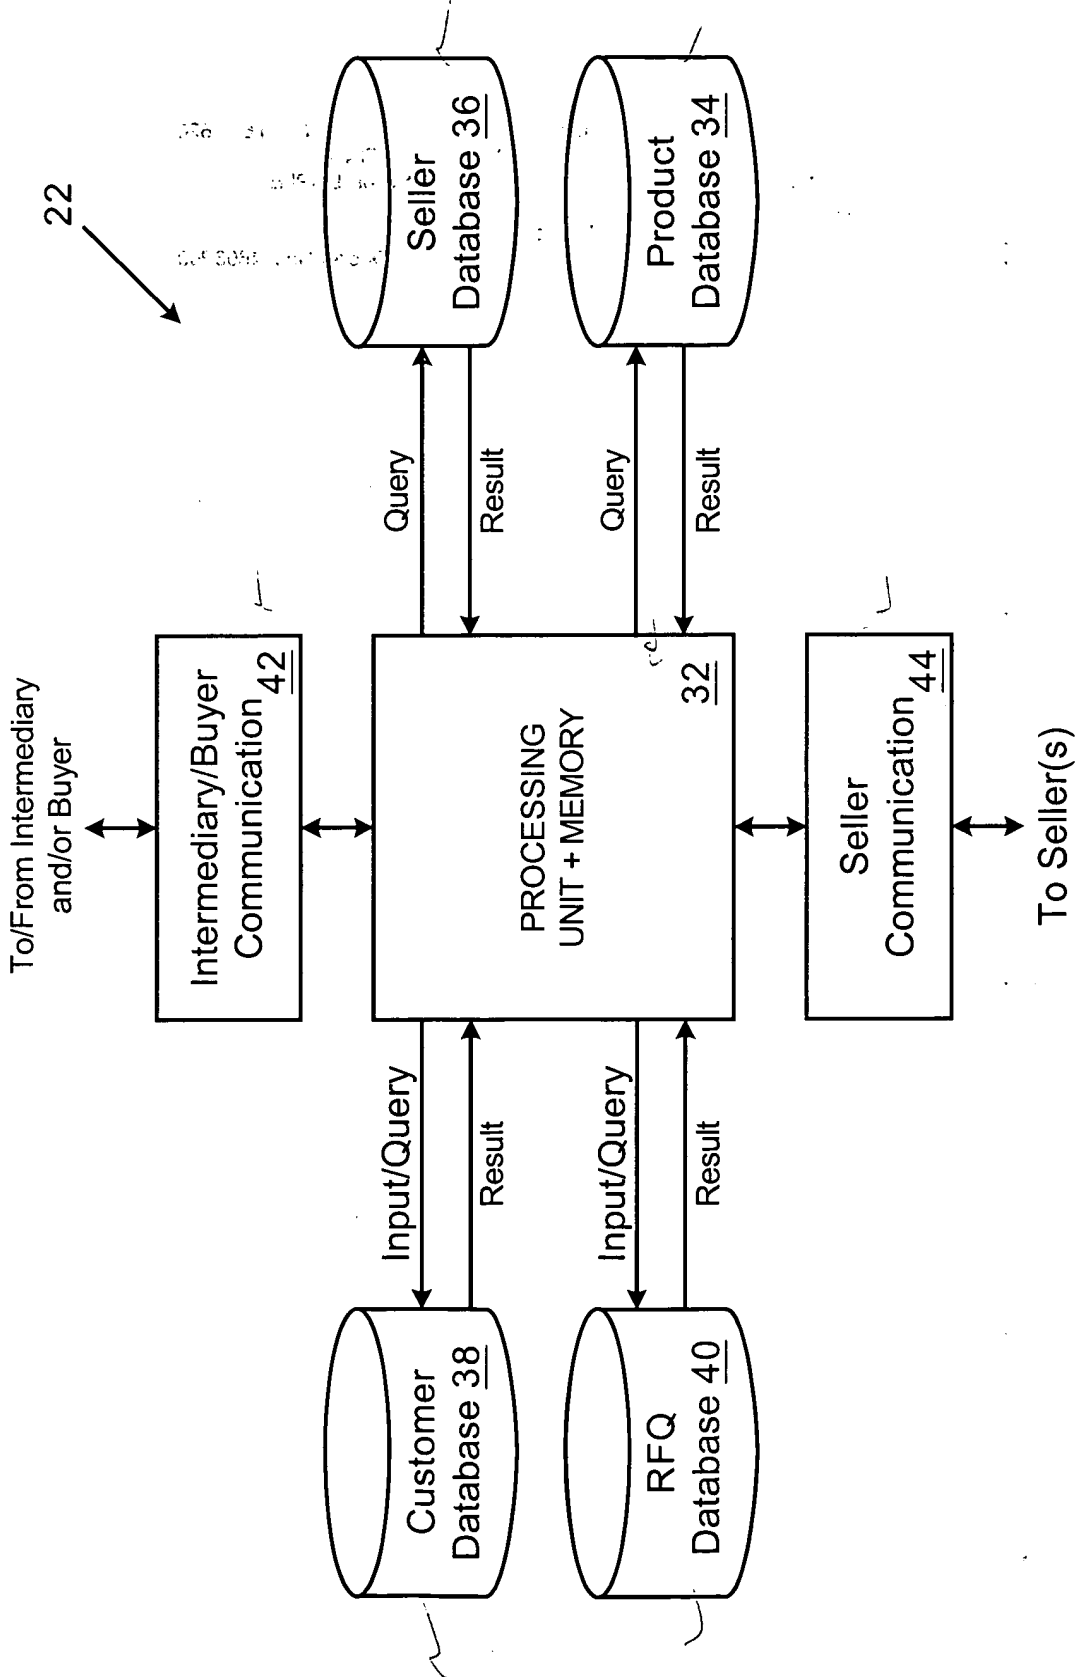 22
To/From Intermediary
and/or Buyer
Intermediary/Buyer
Communication 42
Customer
Database 38
Input/Query
Result
PROCESSING
UNIT + MEMORY
32
Query
Result
Seller
Database 36
RFQ
Database 40
Input/Query
Result
Query
Result
Product
Database 34
Seller
Communication 44
To Seller(s)